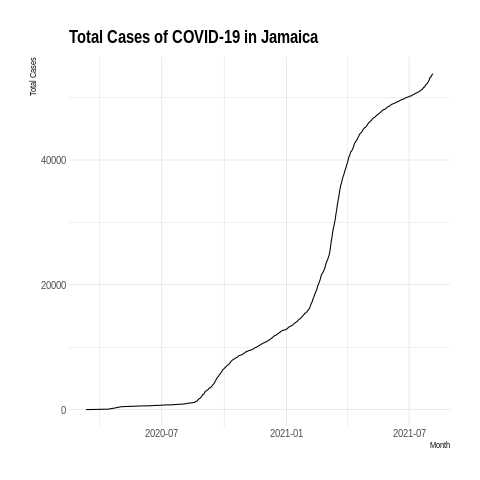 Total Cases of COVID-19 in Jamaica
Total Cases
40000
20000
0
2020-07
2021-01
2021-07
Month